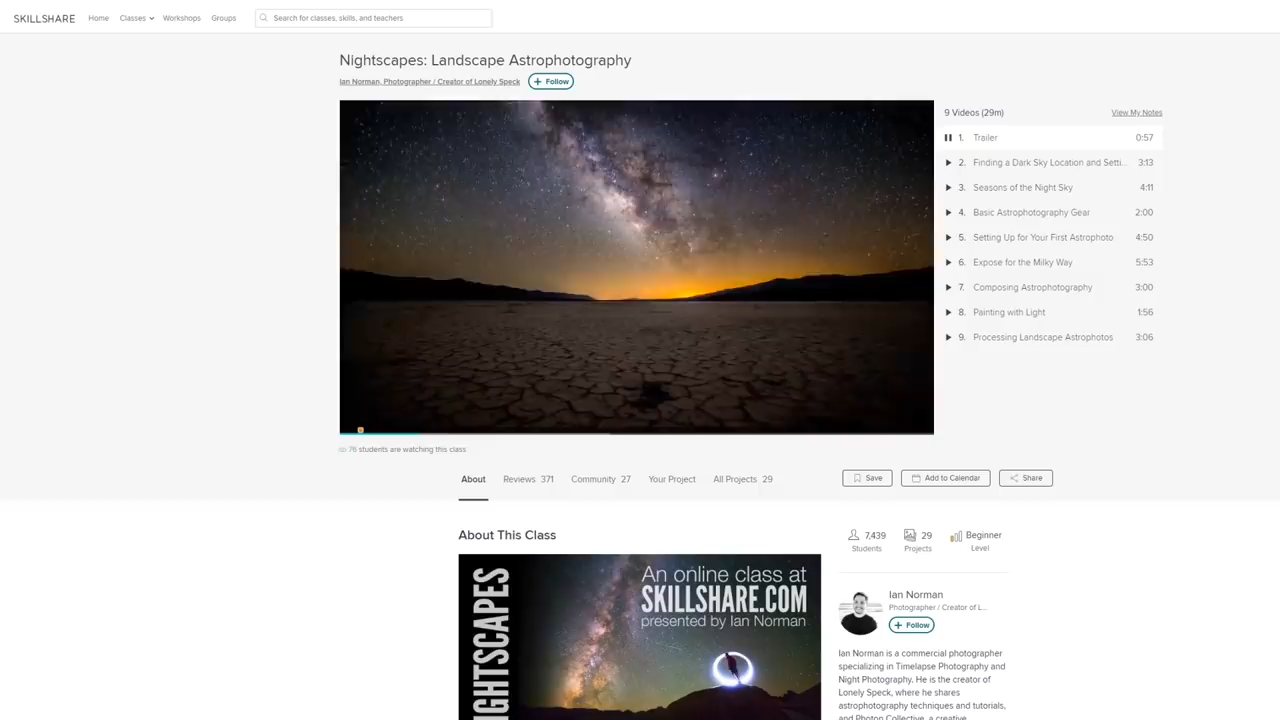 SKILLSHARE Home Classes Workshops Groups Search for classes, skills, and teachers
Nightscapes: Landscape Astrophotography
Ian Norman, Photographer / Creator of Lonely Speck + Follow
9 Videos (29m) View My Notes
1. Trailer 0:57
2. Finding a Dark Sky Location and Setti... 3:13
3. Seasons of the Night Sky 4:11
4. Basic Astrophotography Gear 2:00
5. Setting Up for Your First Astrophoto 4:50
6. Expose for the Milky Way 5:53
7. Composing Astrophotography 3:00
8. Painting with Light 1:56
9. Processing Landscape Astrophotos 3:06
76 students are watching this class
About Reviews 371 Community 27 Your Project All Projects 29 Save Add to Calendar Share
About This Class
7,439 29 Beginner
Students Projects Level
An online class at
SKILLSHARE.COM
presented by Ian Norman
IGHTSCAPES
Ian Norman
Photographer / Creator of L...
+ Follow
Ian Norman is a commercial photographer
specializing in Timelapse Photography and
Night Photography. He is the creator of
Lonely Speck, where he shares
astrophotography techniques and tutorials,
and Photon Collective, a creative